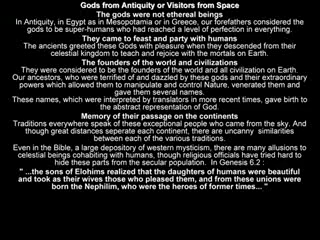 Gods from Antiquity or Visitors from Space
The gods were not ethereal beings
In Antiquity, in Egypt as in Mesopotamia or in Greece, our forefathers considered the
gods to be super-humans who had reached a level of perfection in everything.
They came to feast and party with humans
The ancients greeted these Gods with pleasure when they descended from their
celestial kingdom to teach and rejoice with the mortals on Earth.
The founders of the world and civilizations
They were considered to be the founders of the world and all civilization on Earth.
Our ancestors, who were terrified of and dazzled by these gods and their extraordinary
powers which allowed them to manipulate and control Nature, venerated them and
gave them several names.
These names, which were interpreted by translators in more recent times, gave birth to
the abstract representation of God.
Memory of their passage on the continents
Traditions everywhere speak of these exceptional people who came from the sky. And
though great distances seperate each continent, there are uncanny similarities
between each of the various traditions.
Even in the Bible, a large depository of western mysticism, there are many allusions to
celestial beings cohabiting with humans, though religious officials have tried hard to
hide these parts from the secular population. In Genesis 6.2 :
" ...the sons of Elohims realized that the daughters of humans were beautiful
and took as their wives those who pleased them, and from these unions were
born the Nephilim, who were the heroes of former times... "